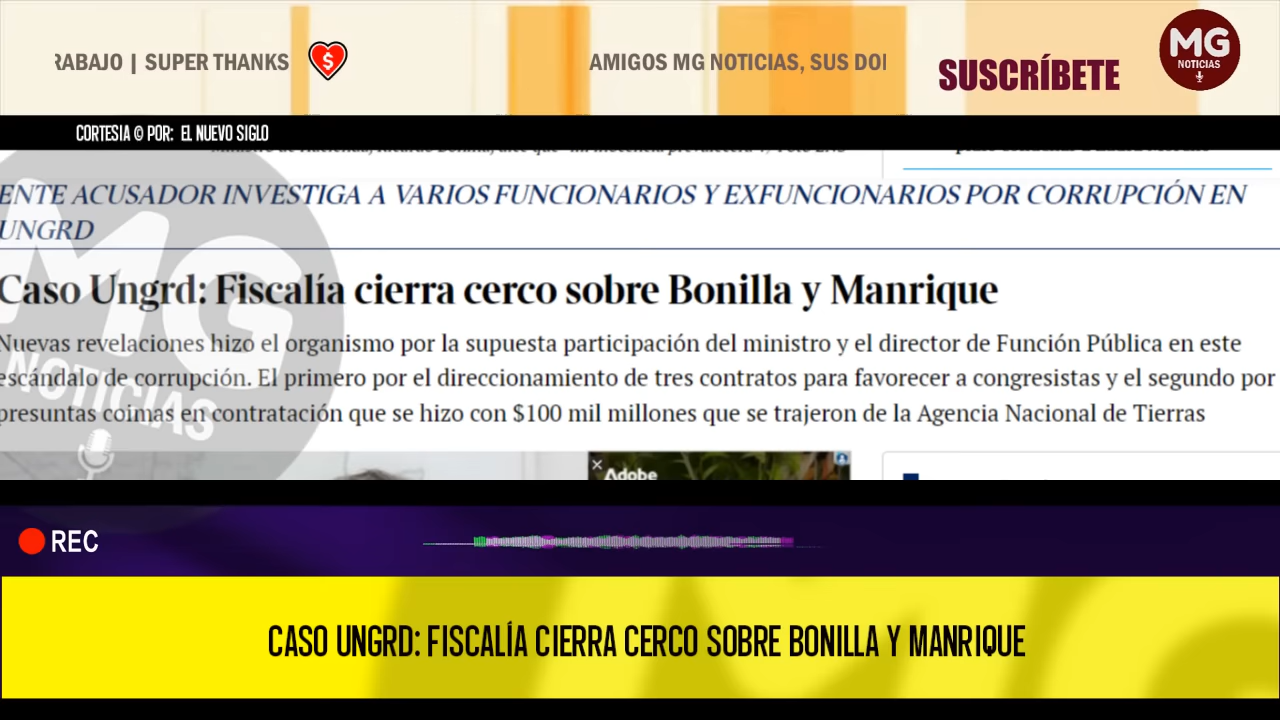 RABAJO | SUPER THANKS
AMIGOS MG NOTICIAS, SUS DO
SUSCRÍBETE
MG
NOTICIAS
CORTESIA © POR: EL NUEVO SIGLO
ENTE ACUSADOR INVESTIGA A VARIOS FUNCIONARIOS Y EXFUNCIONARIOS POR CORRUPCIÓN EN
UNGRD
Caso Ungrd: Fiscalía cierra cerco sobre Bonilla y Manrique
Nuevas revelaciones hizo el organismo por la supuesta participación del ministro y el director de Función Pública en este
escándalo de corrupción. El primero por el direccionamiento de tres contratos para favorecer a congresistas y el segundo por
presuntas coimas en contratación que se hizo con $100 mil millones que se trajeron de la Agencia Nacional de Tierras
MG
NOTICIAS
Adobe
REC
CASO UNGRD: FISCALÍA CIERRA CERCO SOBRE BONILLA Y MANRIQUE